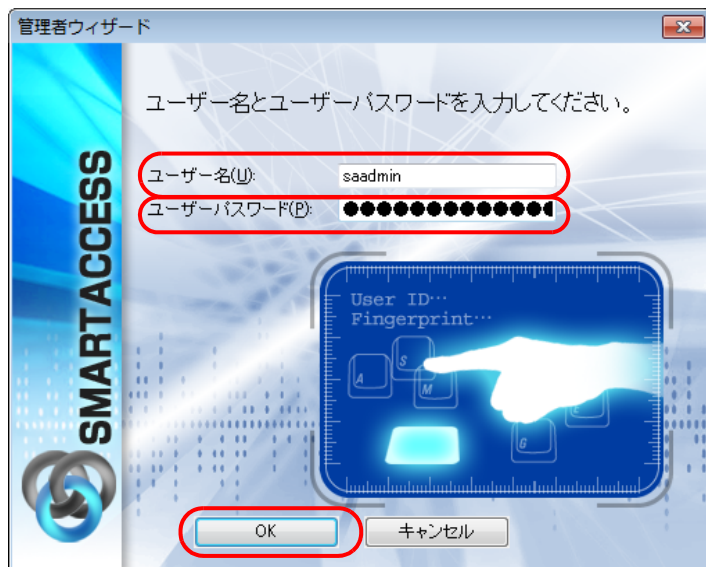 管理者ウィザード
ユーザー名とユーザーパスワードを入力してください。
ユーザー名(U): saadmin
ユーザーパスワード(P): ●●●●●●●●●●●●●
SMARTACCESS
User ID…
Fingerprint…
S
A
M
E
G
OK キャンセル